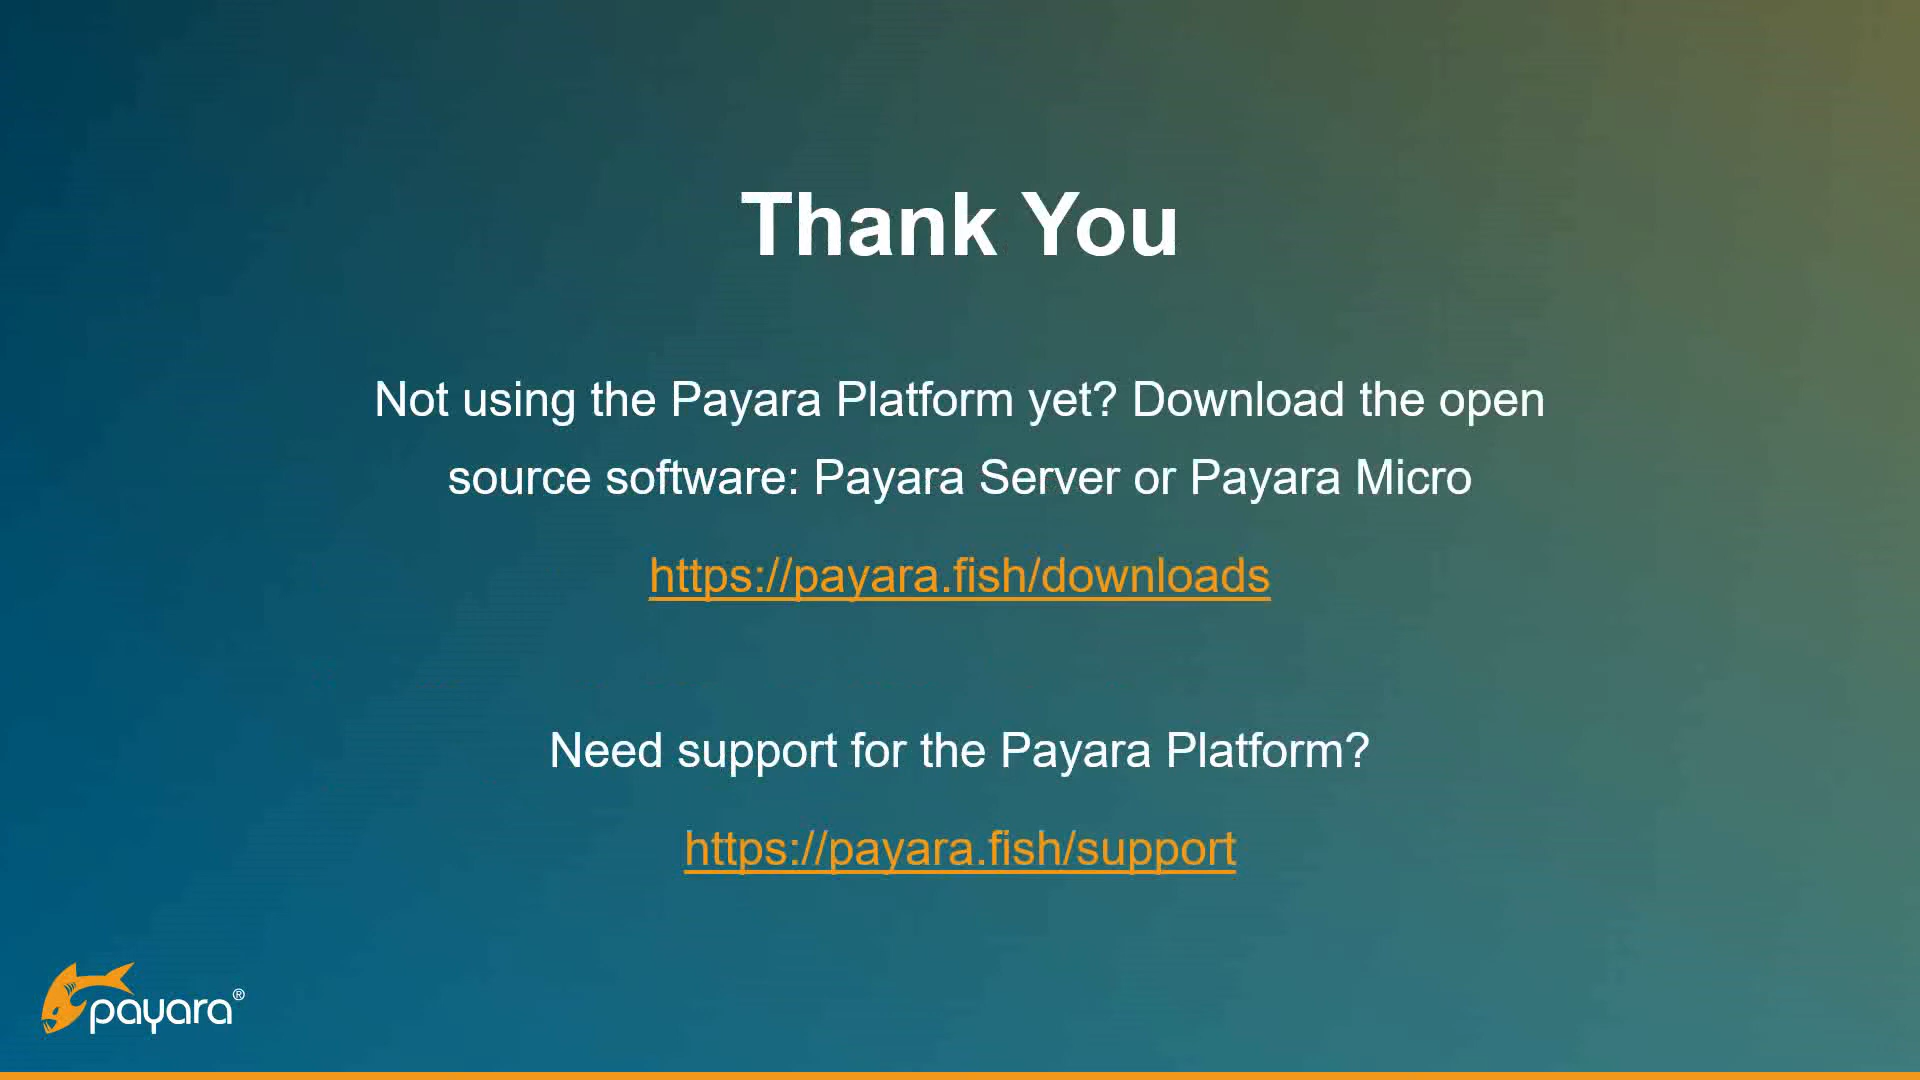 Thank You
Not using the Payara Platform yet? Download the open
source software: Payara Server or Payara Micro
https://payara.fish/downloads
Need support for the Payara Platform?
https://payara.fish/support
payara®